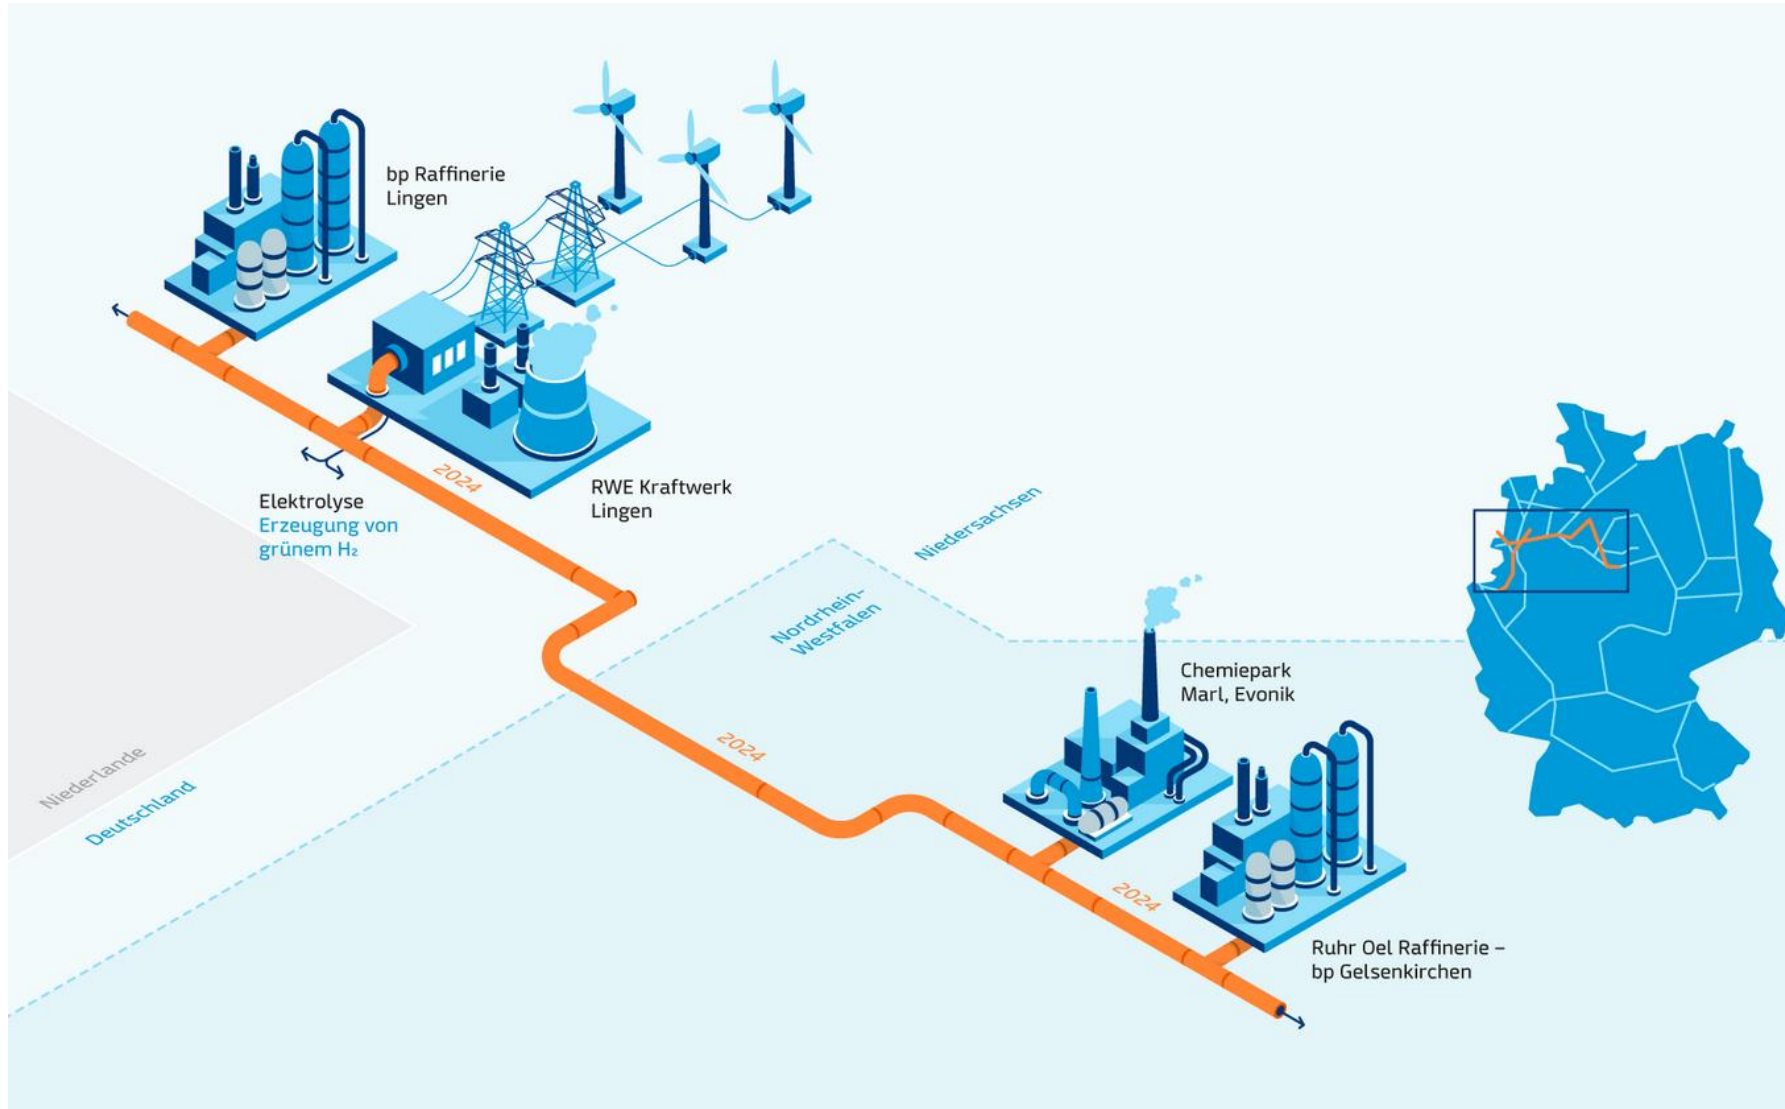 bp Raffinerie
Lingen
2024
RWE Kraftwerk
Lingen
Elektrolyse
Erzeugung von
grünem H₂
Niedersachsen
Nordrhein-
Westfalen
Niederlande
Deutschland
2024
Chemiepark
Marl, Evonik
2024
Ruhr Oel Raffinerie –
bp Gelsenkirchen